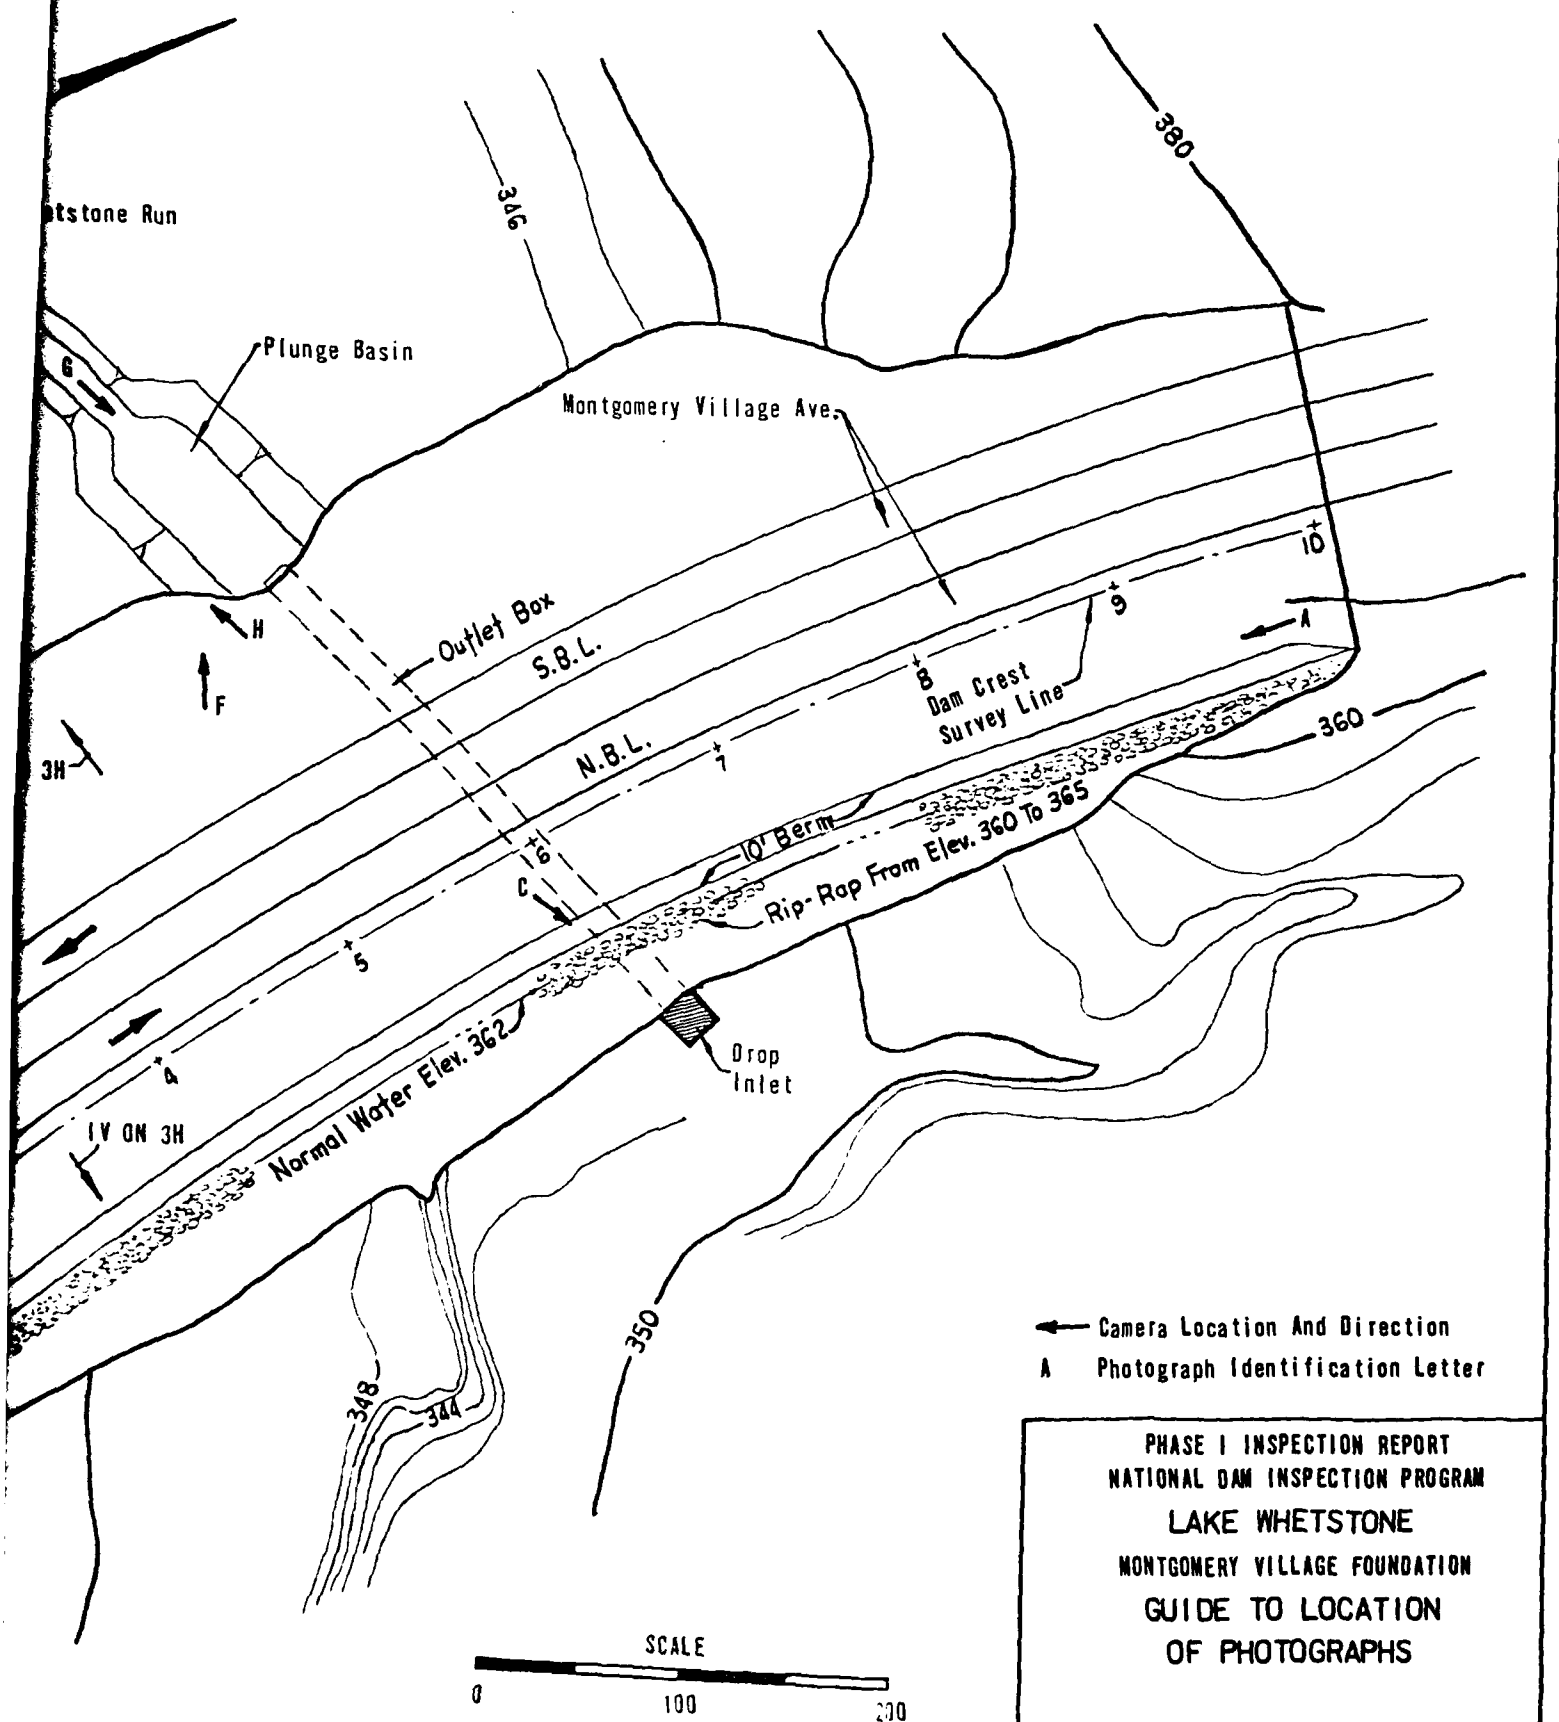 380
346
tstone Run
Plunge Basin
G
Montgomery Village Ave.
10
9
A
H
Outlet Box
S.B.L.
8
Dam Crest
Survey Line
F
N.B.L.
7
360
3H
10' Berm
6
C
Rip-Rap From Elev. 360 To 365
5
Normal Water Elev. 362
4
Drop
Inlet
1V ON 3H
350
348
344
Camera Location And Direction
A Photograph Identification Letter
PHASE I INSPECTION REPORT
NATIONAL DAM INSPECTION PROGRAM
LAKE WHETSTONE
MONTGOMERY VILLAGE FOUNDATION
GUIDE TO LOCATION
OF PHOTOGRAPHS
SCALE
0 100 200